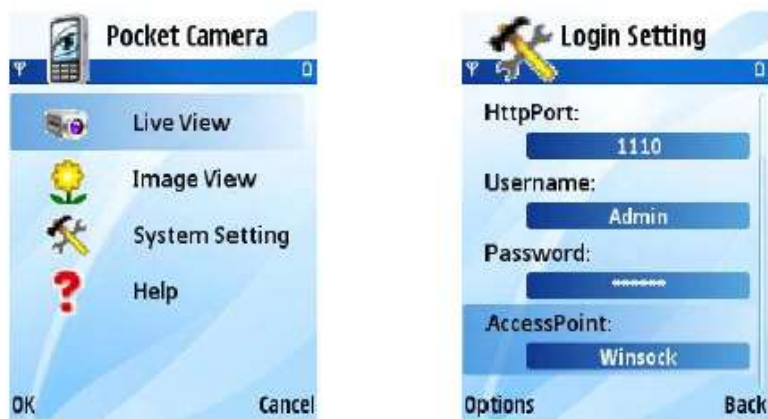 Pocket Camera
Live View
Image View
System Setting
Help
OK Cancel
Login Setting
HttpPort:
1110
Username:
Admin
Password:
******
AccessPoint:
Winsock
Options Back